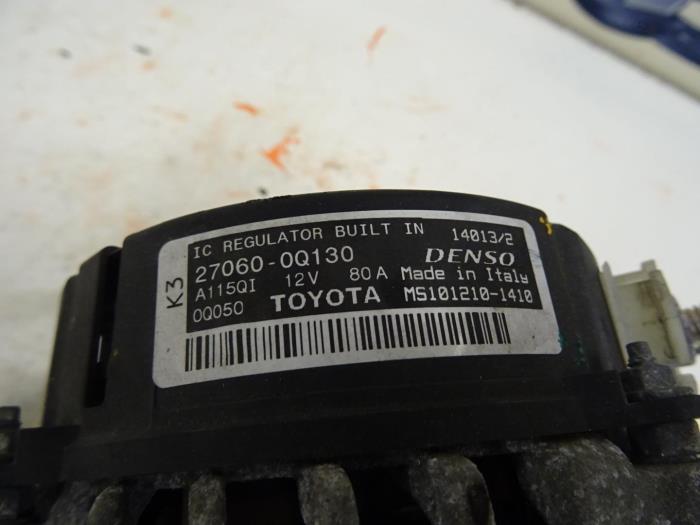 K3
IC REGULATOR BUILT IN 14013/2
27060-0Q130 DENSO
A115QI 12V 80A Made in Italy
0Q050 TOYOTA MS101210-1410